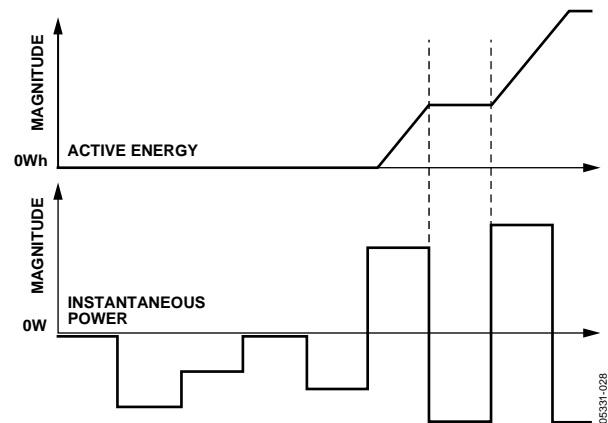 MAGNITUDE
ACTIVE ENERGY
0Wh
MAGNITUDE
INSTANTANEOUS
POWER
0W
05331-028